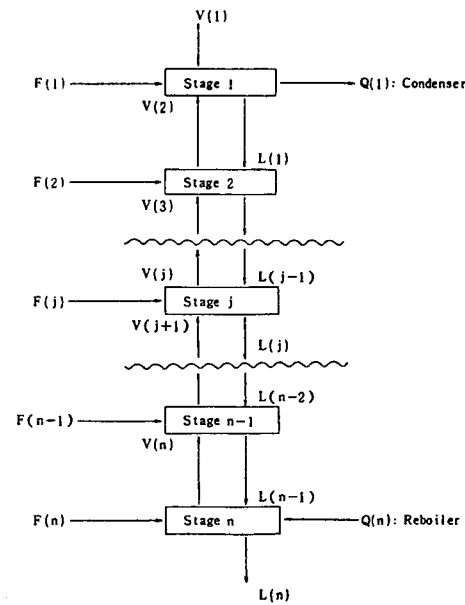 V(1)
F(1)
Stage 1
Q(1): Condenser
V(2)
L(1)
F(2)
Stage 2
V(3)
V(j)
L(j-1)
F(j)
Stage j
V(j+1)
L(j)
L(n-2)
F(n-1)
Stage n-1
V(n)
L(n-1)
F(n)
Stage n
Q(n): Reboiler
L(n)